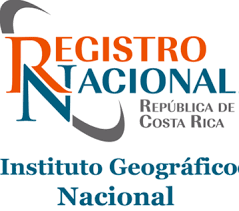 REGISTRO
NACIONAL
REPÚBLICA DE
COSTA RICA
Instituto Geográfico
Nacional